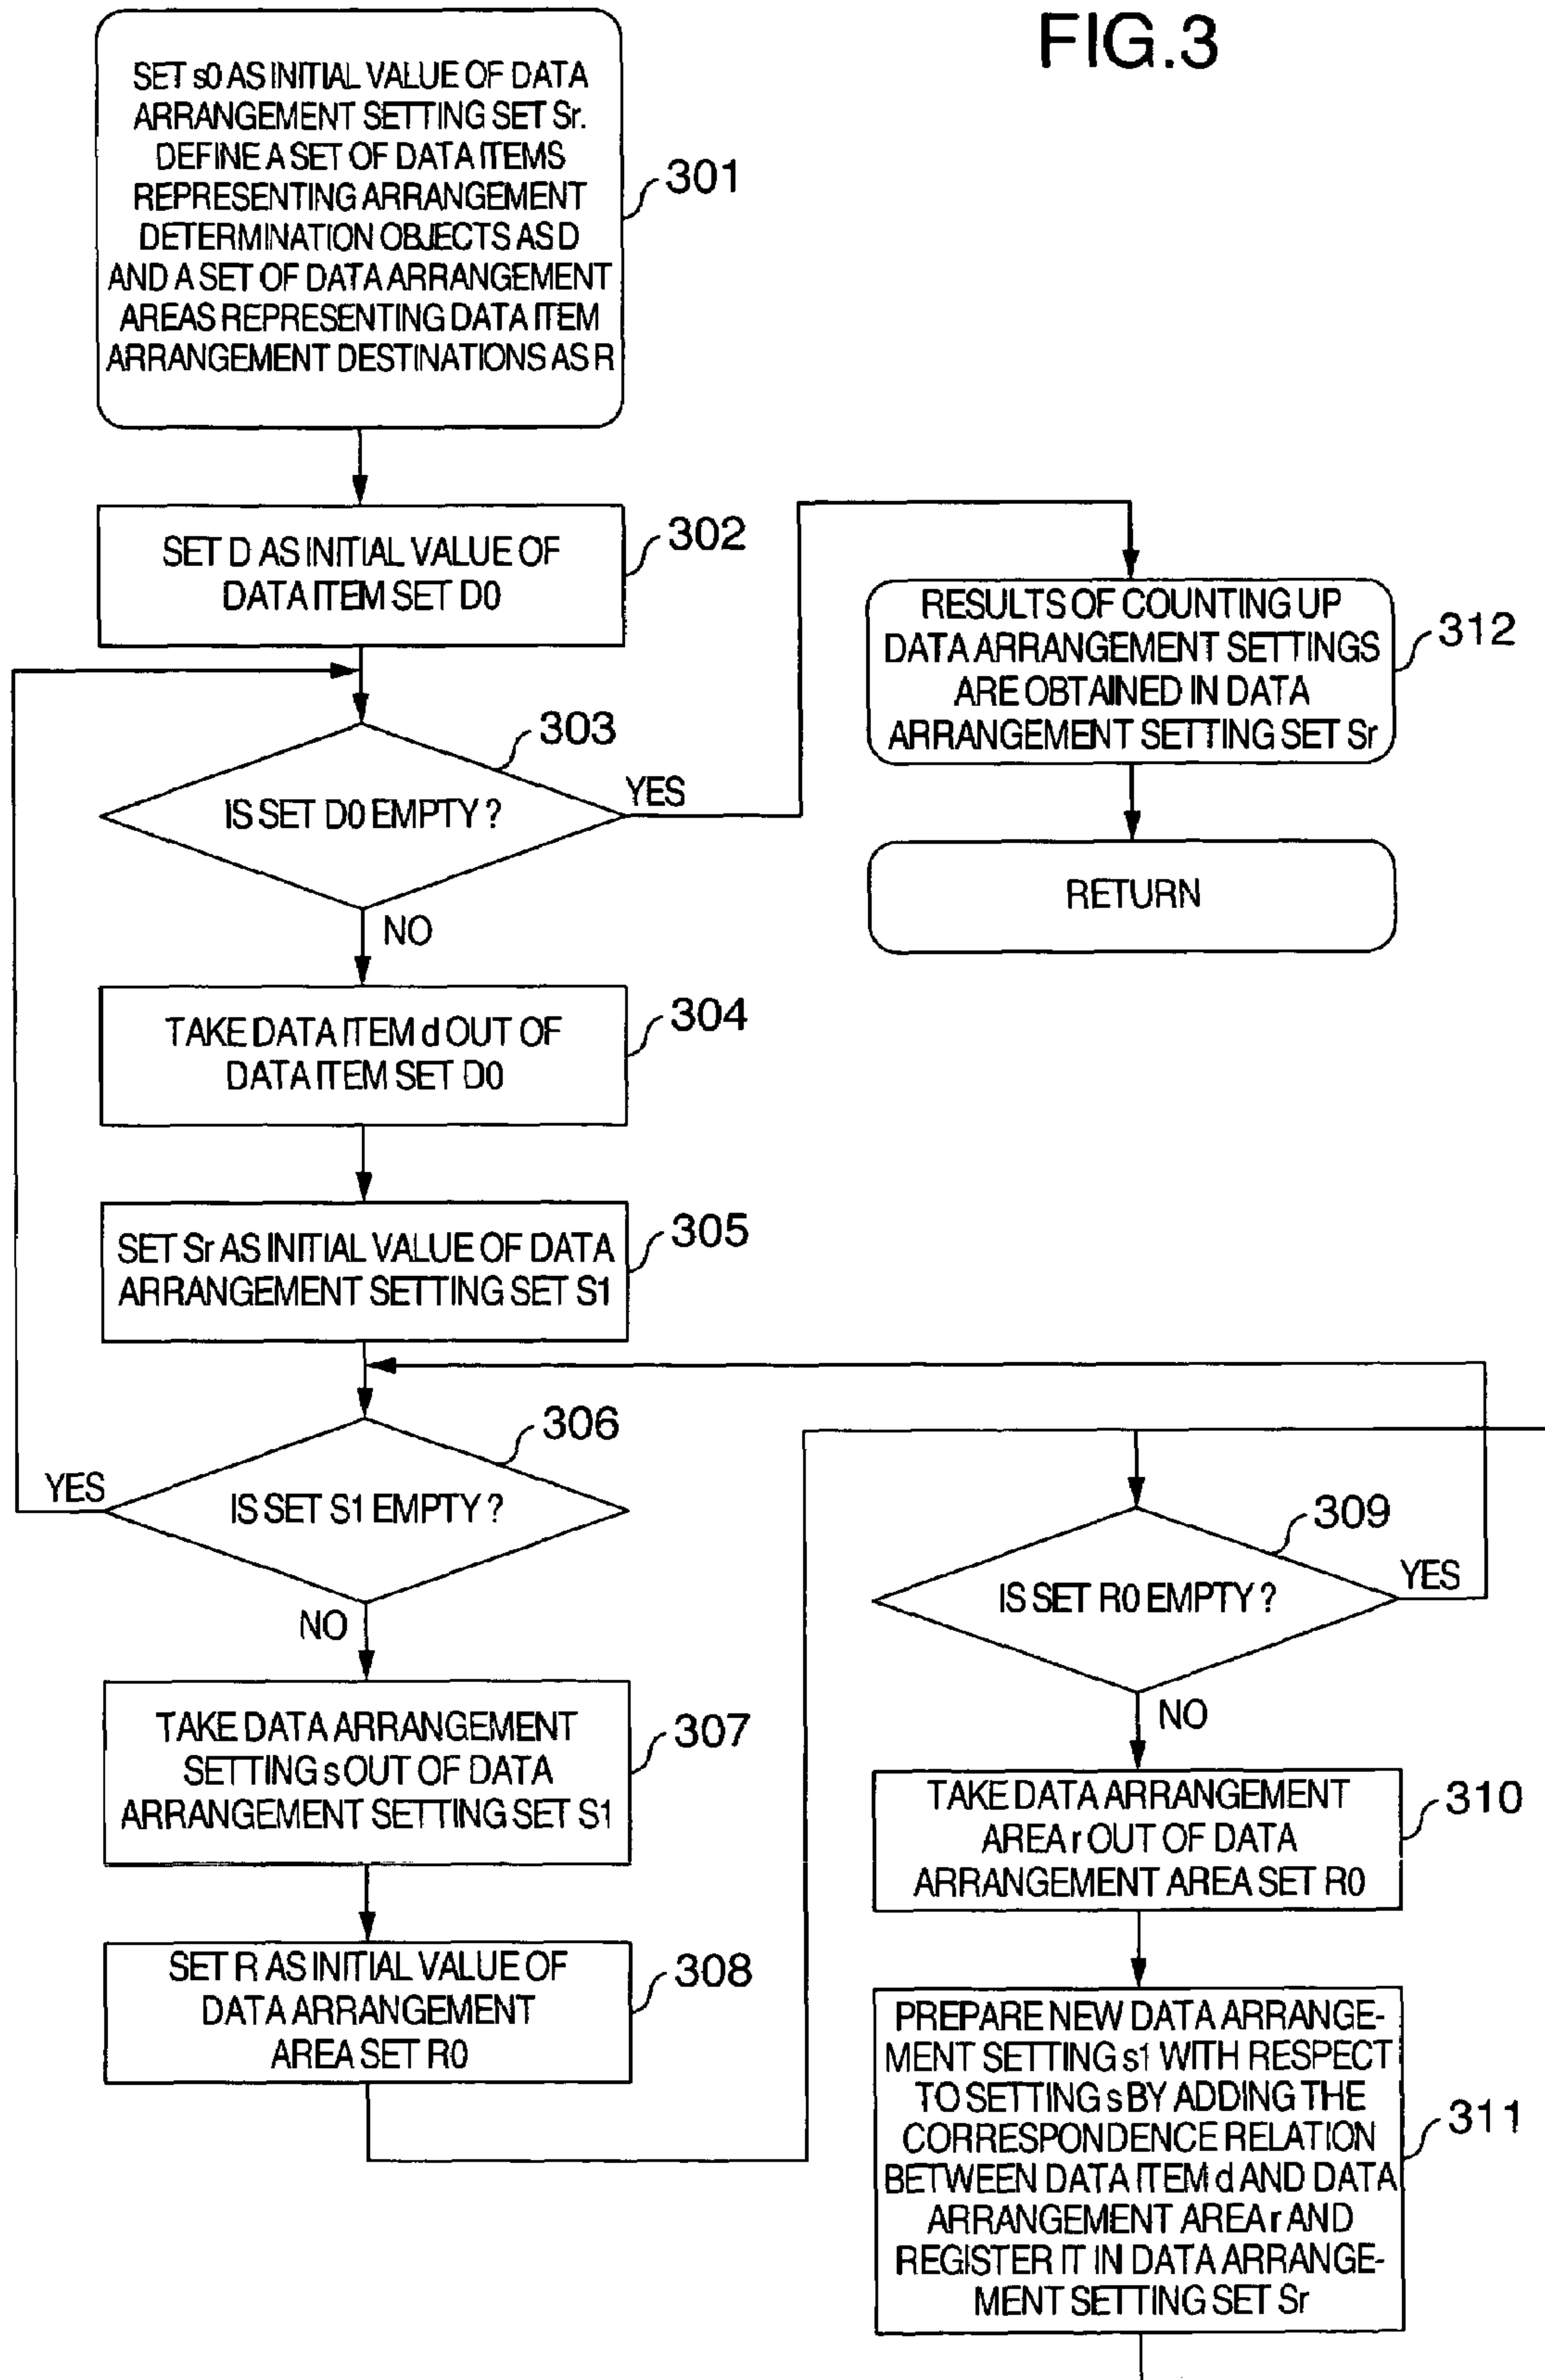 FIG.3
SET s0 AS INITIAL VALUE OF DATA
ARRANGEMENT SETTING SET Sr.
DEFINE A SET OF DATA ITEMS
REPRESENTING ARRANGEMENT
DETERMINATION OBJECTS AS D
AND A SET OF DATA ARRANGEMENT
AREAS REPRESENTING DATA ITEM
ARRANGEMENT DESTINATIONS AS R
301
SET D AS INITIAL VALUE OF
DATA ITEM SET D0
302
IS SET D0 EMPTY ?
303
YES
NO
RESULTS OF COUNTING UP
DATA ARRANGEMENT SETTINGS
ARE OBTAINED IN DATA
ARRANGEMENT SETTING SET Sr
312
RETURN
TAKE DATA ITEM d OUT OF
DATA ITEM SET D0
304
SET Sr AS INITIAL VALUE OF DATA
ARRANGEMENT SETTING SET S1
305
IS SET S1 EMPTY ?
306
YES
NO
TAKE DATA ARRANGEMENT
SETTING s OUT OF DATA
ARRANGEMENT SETTING SET S1
307
SET R AS INITIAL VALUE OF
DATA ARRANGEMENT
AREA SET R0
308
IS SET R0 EMPTY ?
309
YES
NO
TAKE DATA ARRANGEMENT
AREA r OUT OF DATA
ARRANGEMENT AREA SET R0
310
PREPARE NEW DATA ARRANGE-
MENT SETTING s1 WITH RESPECT
TO SETTING s BY ADDING THE
CORRESPONDENCE RELATION
BETWEEN DATA ITEM d AND DATA
ARRANGEMENT AREA r AND
REGISTER IT IN DATA ARRANGE-
MENT SETTING SET Sr
311